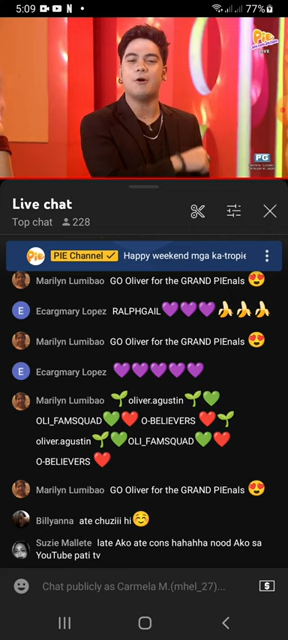 5:09
77%
PIE
LIVE
PG
Live chat
Top chat 228
PIE Channel Happy weekend mga ka-tropie
Marilyn Lumibao GO Oliver for the GRAND PIEnals 😍
Ecargmary Lopez RALPHGAIL💜💜💜🍌🍌🍌
Marilyn Lumibao GO Oliver for the GRAND PIEnals 😍
E Ecargmary Lopez 💜💜💜💜💜
Marilyn Lumibao 🌱oliver.agustin🌱💚
OLI_FAMSQUAD💚❤️ O-BELIEVERS ❤️🌱
oliver.agustin🌱💚OLI_FAMSQUAD💚❤️
O-BELIEVERS ❤️
Marilyn Lumibao GO Oliver for the GRAND PIEnals 😍
Billyanna ate chuziii hi☺️
Suzie Mallete late Ako ate cons hahahha nood Ako sa
YouTube pati tv
Chat publicly as Carmela M.(mhel_27)...